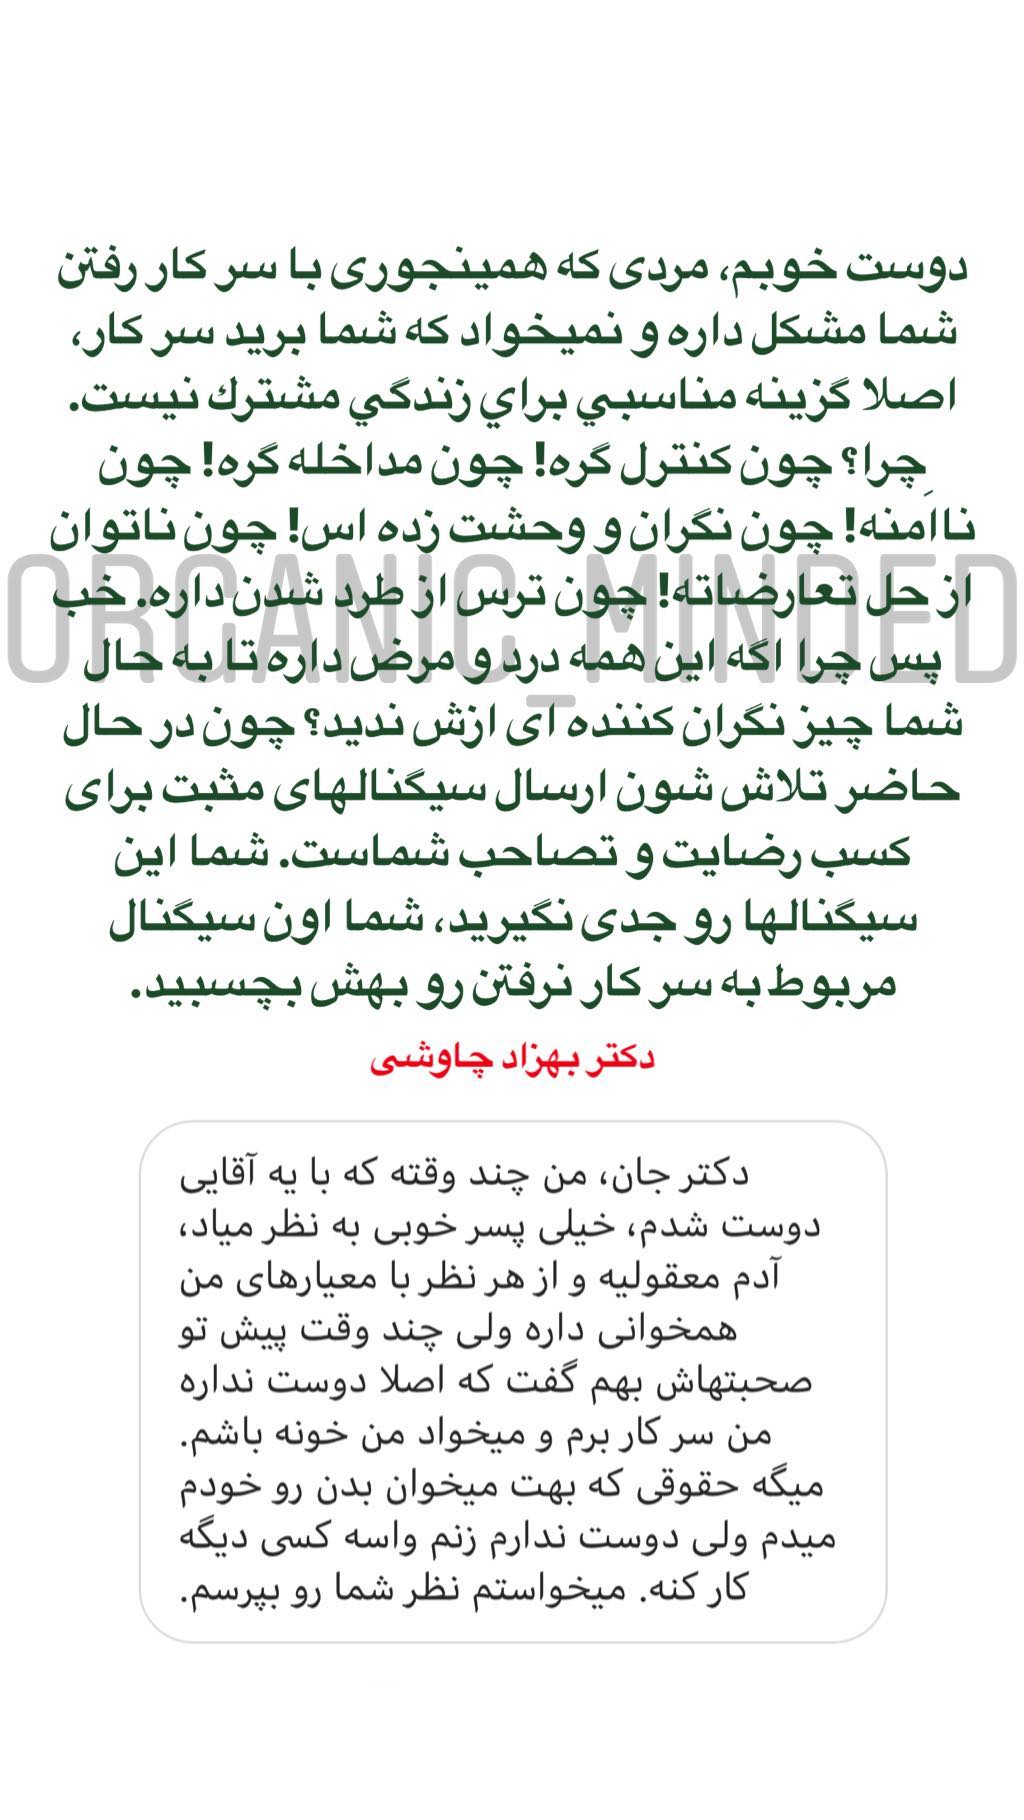 دوست خوبم، مردی که همینجوری با سر کار رفتن
شما مشکل داره و نمیخواد که شما برید سر کار،
اصلا گزینه مناسبي براي زندگي مشترك نیست.
چرا؟ چون کنترل گره! چون مداخله گره! چون
نااَمنه! چون نگران و وحشت زده اس! چون ناتوان
از حل تعارضاته! چون ترس از طرد شدن داره. خب
ORGANIC_MINDED
پس چرا اگه این همه درد و مرض داره تا به حال
شما چیز نگران کننده ای ازش ندید؟ چون در حال
حاضر تلاش شون ارسال سیگنالهای مثبت برای
کسب رضایت و تصاحب شماست. شما این
سیگنالها رو جدی نگیرید، شما اون سیگنال
مربوط به سر کار نرفتن رو بهش بچسبید.
دکتر بهزاد چاوشی
دکتر جان، من چند وقته که با یه آقایی
دوست شدم، خیلی پسر خوبی به نظر میاد،
آدم معقولیه و از هر نظر با معیارهای من
همخوانی داره ولی چند وقت پیش تو
صحبتهاش بهم گفت که اصلا دوست نداره
من سر کار برم و میخواد من خونه باشم.
میگه حقوقی که بهت میخوان بدن رو خودم
میدم ولی دوست ندارم زنم واسه کسی دیگه
کار کنه. میخواستم نظر شما رو بپرسم.